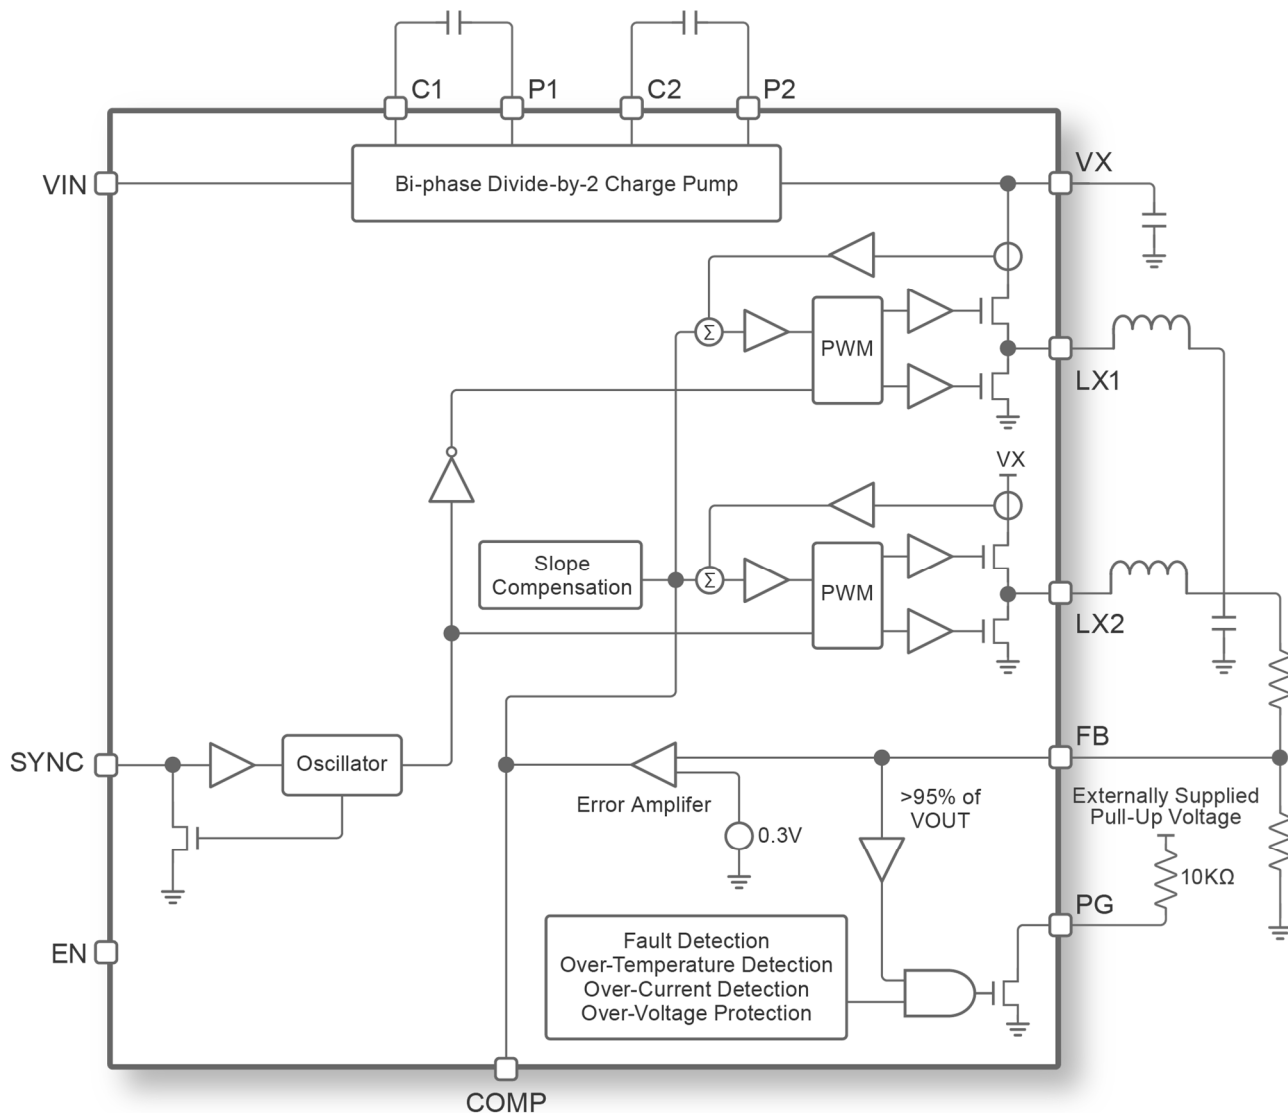 C1
P1
C2
P2
VIN
Bi-phase Divide-by-2 Charge Pump
VX
Σ
PWM
LX1
VX
Slope
Compensation
Σ
PWM
LX2
SYNC
Oscillator
FB
Error Amplifer
0.3V
>95% of
VOUT
Externally Supplied
Pull-Up Voltage
10KΩ
PG
EN
Fault Detection
Over-Temperature Detection
Over-Current Detection
Over-Voltage Protection
COMP